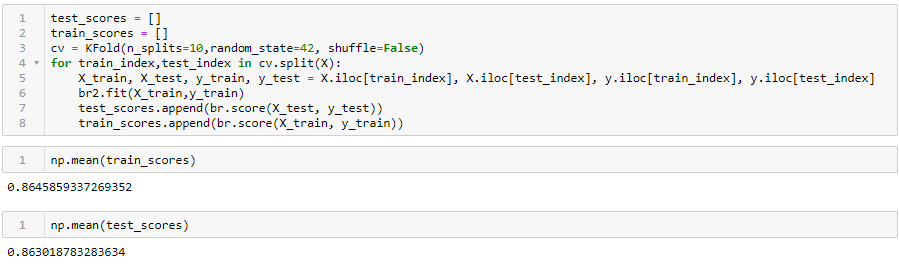 1 test_scores = []
2 train_scores = []
3 cv = KFold(n_splits=10,random_state=42, shuffle=False)
4 for train_index,test_index in cv.split(X):
5     X_train, X_test, y_train, y_test = X.iloc[train_index], X.iloc[test_index], y.iloc[train_index], y.iloc[test_index]
6     br2.fit(X_train,y_train)
7     test_scores.append(br.score(X_test, y_test))
8     train_scores.append(br.score(X_train, y_train))
1 np.mean(train_scores)
0.8645859337269352
1 np.mean(test_scores)
0.863018783283634